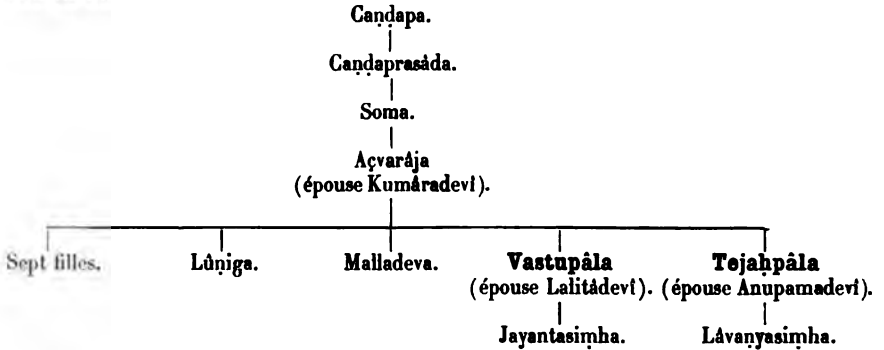 Caṇḍapa.
Caṇḍaprasâda.
Soma.
Açvarâja
(épouse Kumâradevî).
Sept filles. Lûṇiga. Malladeva. Vastupâla Tejaḥpâla
(épouse Lalitâdevî). (épouse Anupamadevî).
Jayantasiṃha. Lâvaṇyasiṃha.